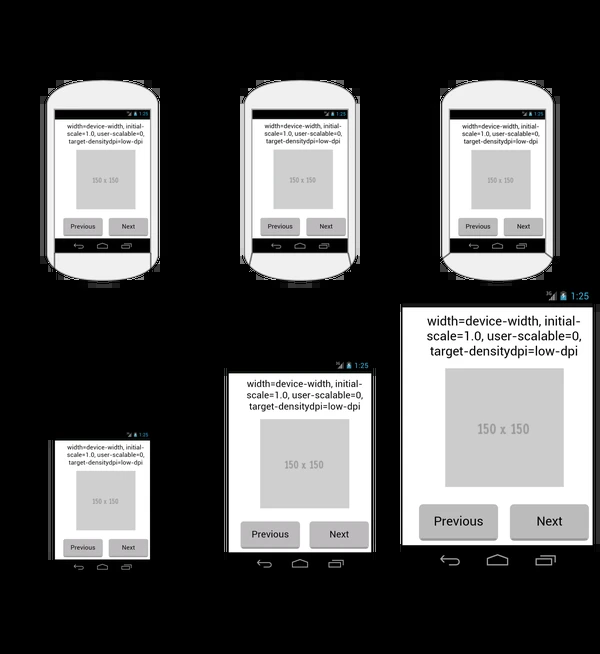 1:25
width=device-width, initial-
scale=1.0, user-scalable=0,
target-densitydpi=low-dpi
150 x 150
Previous Next
1:25
width=device-width, initial-
scale=1.0, user-scalable=0,
target-densitydpi=low-dpi
150 x 150
Previous Next
1:25
width=device-width, initial-
scale=1.0, user-scalable=0,
target-densitydpi=low-dpi
150 x 150
Previous Next
1:25
width=device-width, initial-
scale=1.0, user-scalable=0,
target-densitydpi=low-dpi
150 x 150
Previous Next
1:25
width=device-width, initial-
scale=1.0, user-scalable=0,
target-densitydpi=low-dpi
150 x 150
Previous Next
3G 1:25
width=device-width, initial-
scale=1.0, user-scalable=0,
target-densitydpi=low-dpi
150 x 150
Previous Next